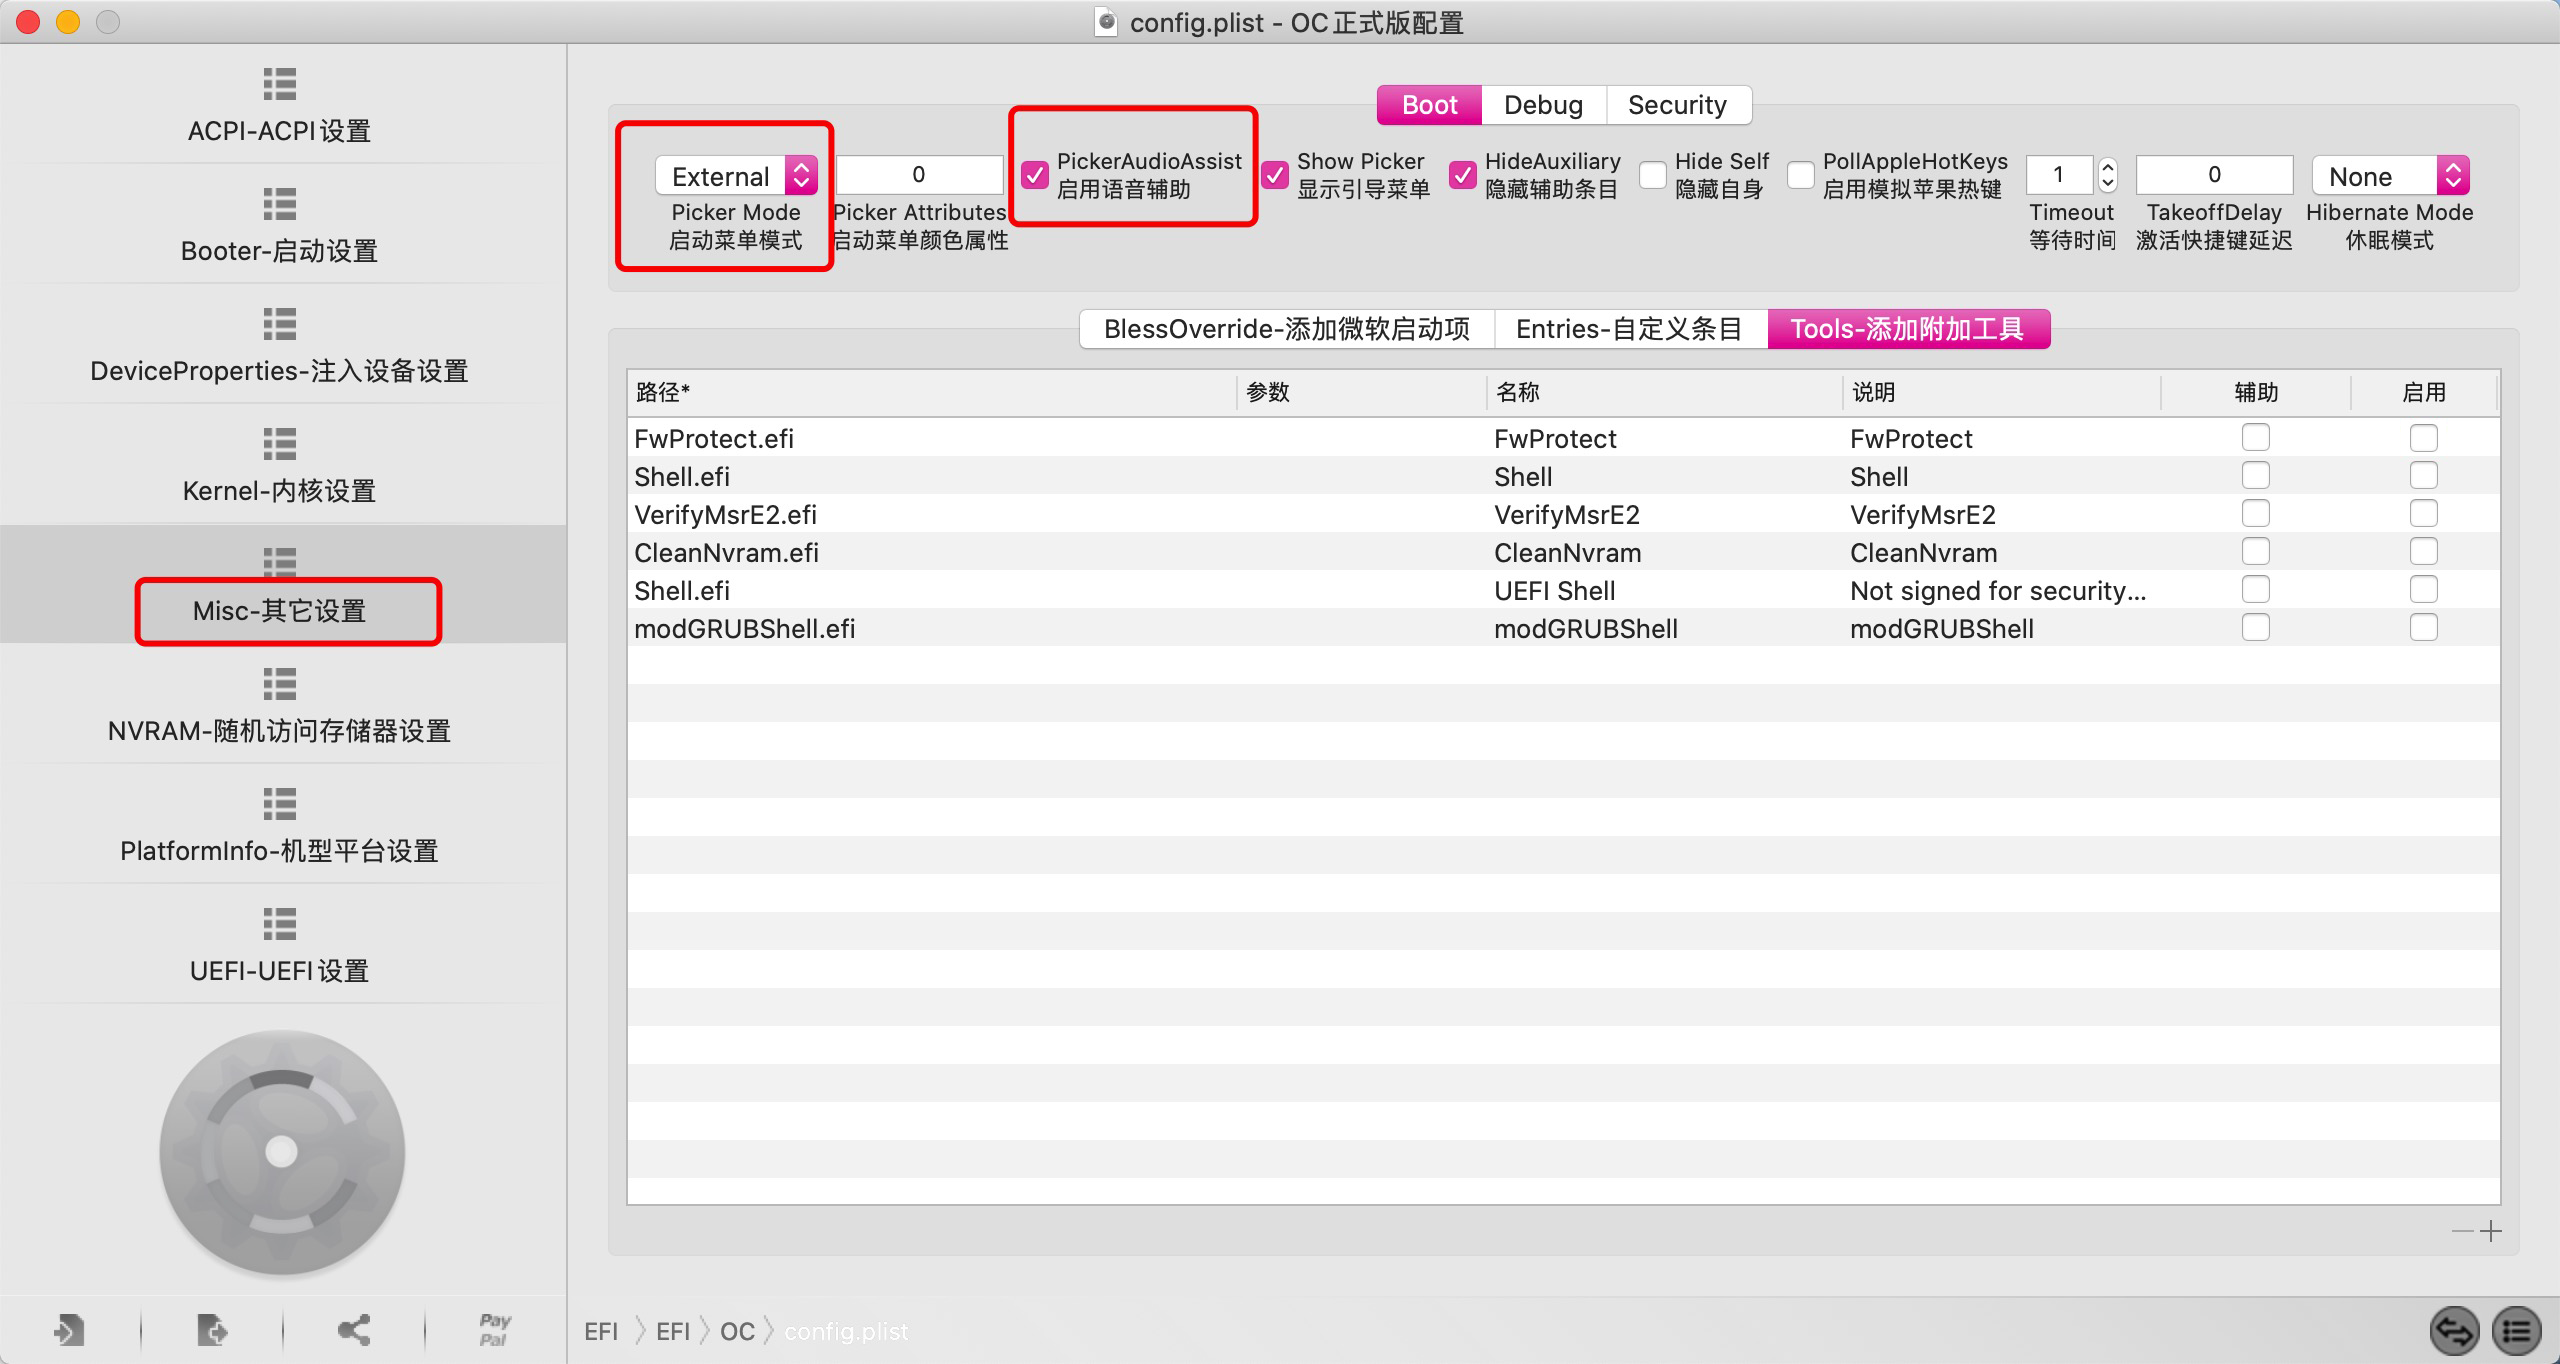 config.plist - OC正式版配置
ACPI-ACPI设置
Booter-启动设置
DeviceProperties-注入设备设置
Kernel-内核设置
Misc-其它设置
NVRAM-随机访问存储器设置
PlatformInfo-机型平台设置
UEFI-UEFI设置
Pay
Pal
Boot Debug Security
External
Picker Mode
启动菜单模式
0
Picker Attributes
启动菜单颜色属性
PickerAudioAssist
启用语音辅助
Show Picker
显示引导菜单
HideAuxiliary
隐藏辅助条目
Hide Self
隐藏自身
PollAppleHotKeys
启用模拟苹果热键
1
Timeout
等待时间
0
TakeoffDelay
激活快捷键延迟
None
Hibernate Mode
休眠模式
BlessOverride-添加微软启动项 Entries-自定义条目 Tools-添加附加工具
路径* 参数 名称 说明 辅助 启用
FwProtect.efi FwProtect FwProtect
Shell.efi Shell Shell
VerifyMsrE2.efi VerifyMsrE2 VerifyMsrE2
CleanNvram.efi CleanNvram CleanNvram
Shell.efi UEFI Shell Not signed for security...
modGRUBShell.efi modGRUBShell modGRUBShell
EFI EFI OC config.plist